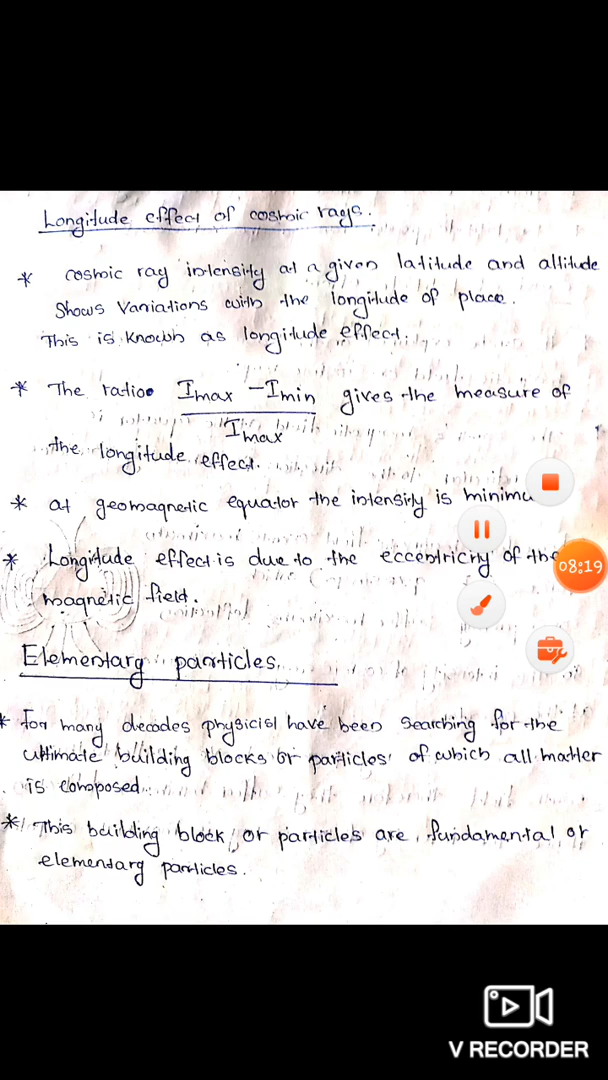 Longitude effect of cosmic rays.
* cosmic ray intensity at a given latitude and altitude
shows variations with the longitude of place.
This is known as longitude effect.
* The ratio Imax - Imin / Imax gives the measure of
the longitude effect.
* at geomagnetic equator the intensity is minimu
* Longitude effect is due to the eccentricry of the
magnetic field.
08:19
Elementary particles.
* For many decades physicist have been searching for the
ultimate building blocks or particles of which all matter
is composed.
* This building block or particles are fundamental or
elementary particles.
V RECORDER